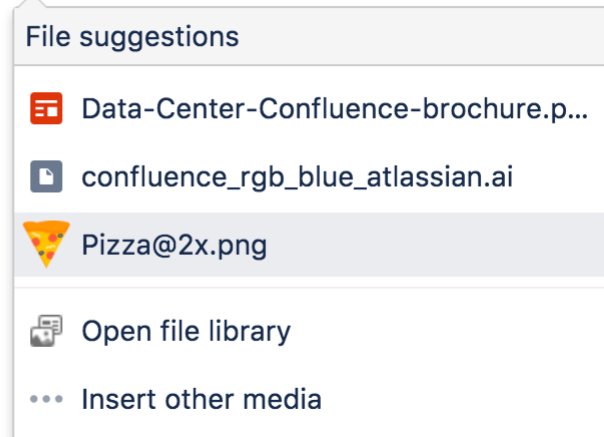 File suggestions
Data-Center-Confluence-brochure.p...
confluence_rgb_blue_atlassian.ai
Pizza@2x.png
Open file library
Insert other media